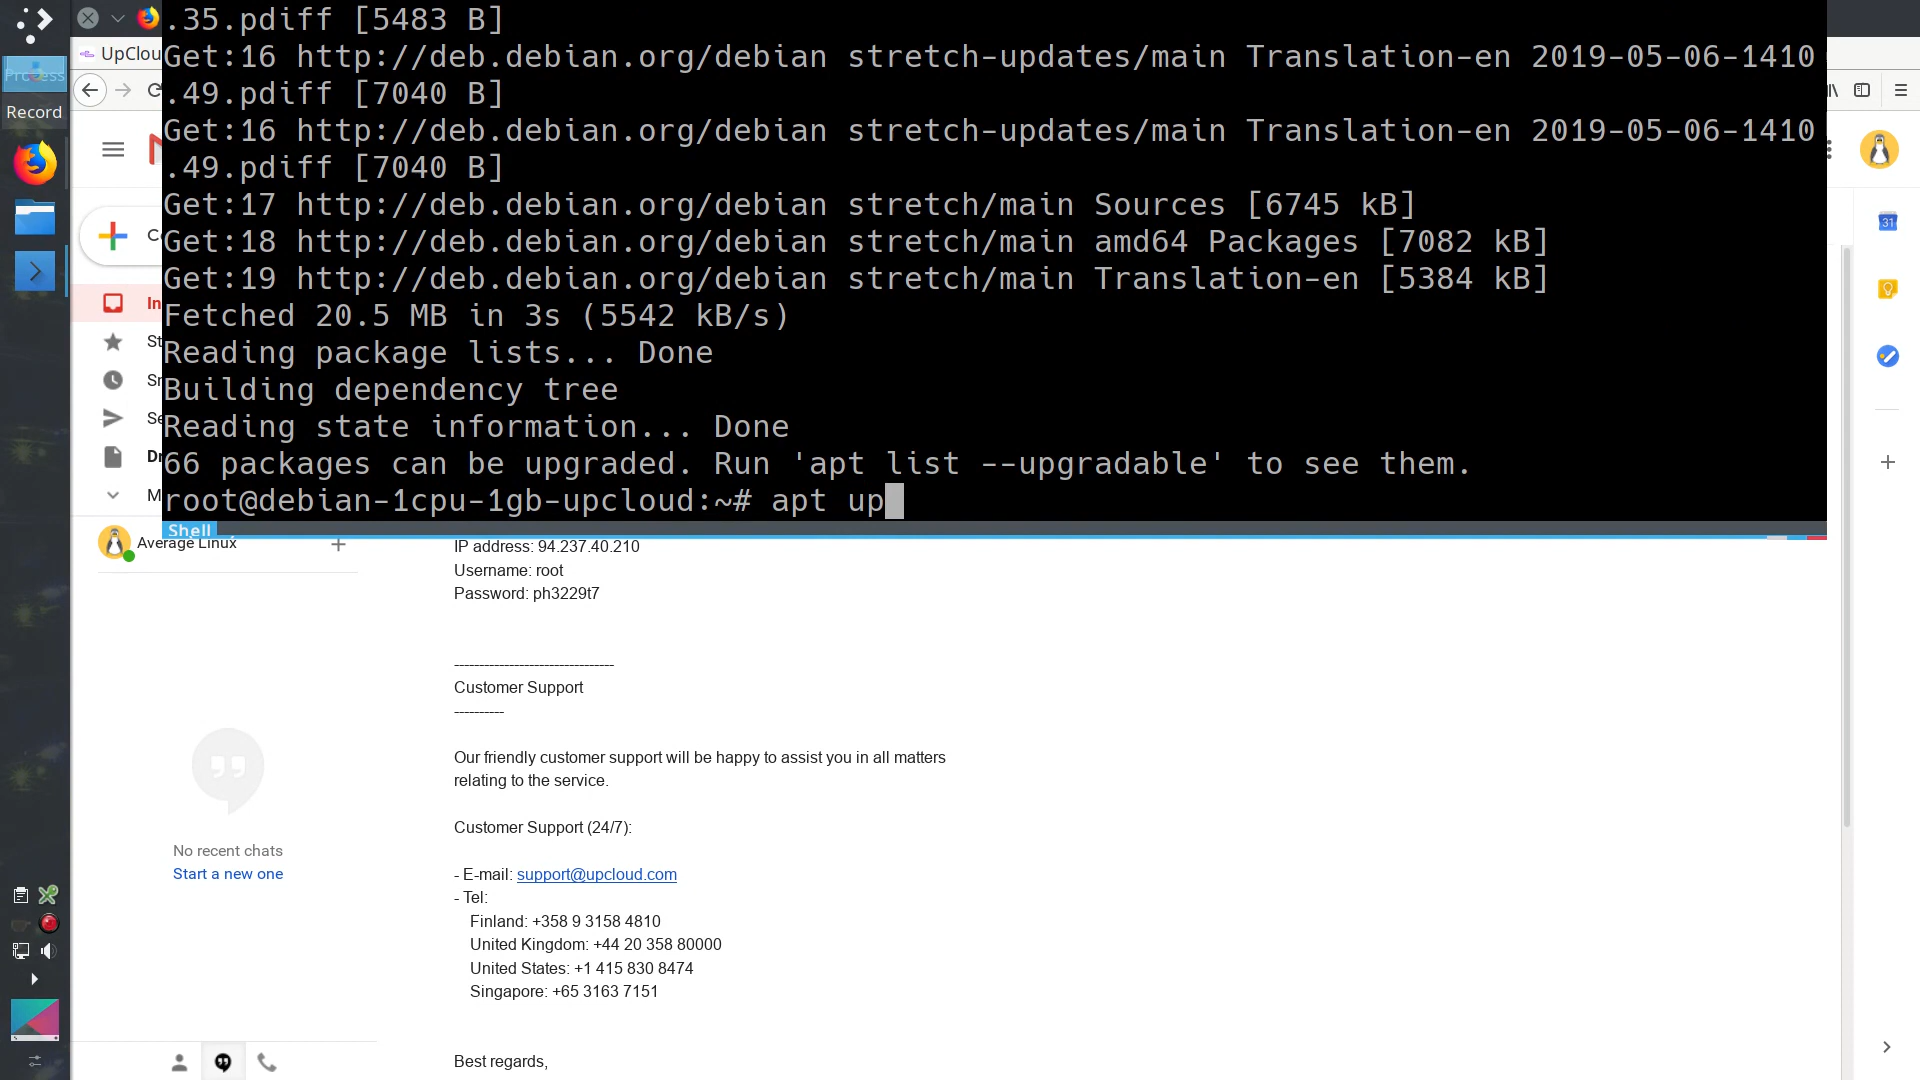 .35.pdiff [5483 B]
Get:16 http://deb.debian.org/debian stretch-updates/main Translation-en 2019-05-06-1410
.49.pdiff [7040 B]
Get:16 http://deb.debian.org/debian stretch-updates/main Translation-en 2019-05-06-1410
.49.pdiff [7040 B]
Get:17 http://deb.debian.org/debian stretch/main Sources [6745 kB]
Get:18 http://deb.debian.org/debian stretch/main amd64 Packages [7082 kB]
Get:19 http://deb.debian.org/debian stretch/main Translation-en [5384 kB]
Fetched 20.5 MB in 3s (5542 kB/s)
Reading package lists... Done
Building dependency tree
Reading state information... Done
66 packages can be upgraded. Run 'apt list --upgradable' to see them.
root@debian-1cpu-1gb-upcloud:~# apt up
Shell
UpClou
Record
31
In
St
Sn
Se
Dr
M
Average Linux
IP address: 94.237.40.210
Username: root
Password: ph3229t7
--------------------------------
Customer Support
----------
Our friendly customer support will be happy to assist you in all matters
relating to the service.
Customer Support (24/7):
- E-mail: support@upcloud.com
- Tel:
Finland: +358 9 3158 4810
United Kingdom: +44 20 358 80000
United States: +1 415 830 8474
Singapore: +65 3163 7151
Best regards,
No recent chats
Start a new one